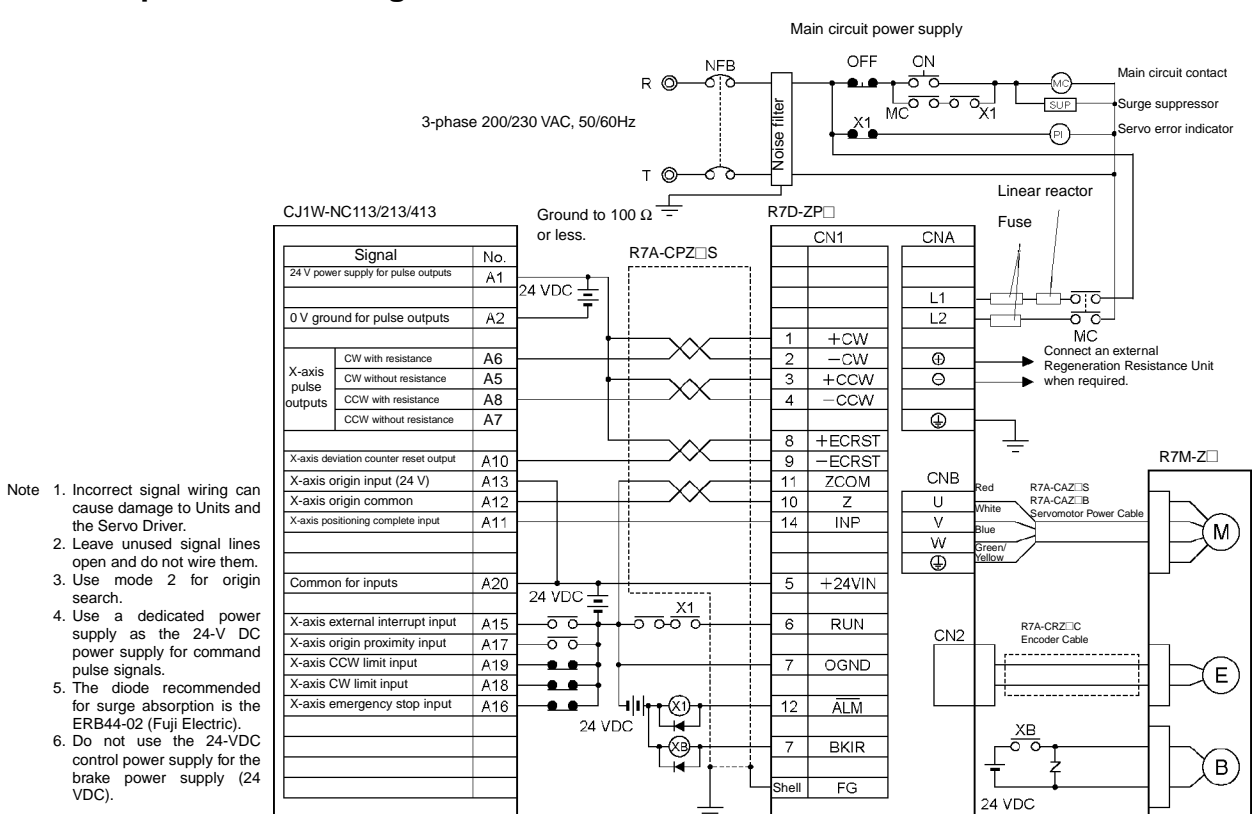 Main circuit power supply
OFF ON
NFB
R
MC
Main circuit contact
SUP
Surge suppressor
MC X1
3-phase 200/230 VAC, 50/60Hz
Noise filter
X1
PI
Servo error indicator
T
Linear reactor
Fuse
CJ1W-NC113/213/413
Ground to 100 Ω
or less.
R7D-ZP□
R7A-CPZ□S
CN1
CNA
Signal No.
24 V power supply for pulse outputs A1
24 VDC
0 V ground for pulse outputs A2
X-axis
pulse
outputs
CW with resistance A6
CW without resistance A5
CCW with resistance A8
CCW without resistance A7
X-axis deviation counter reset output A10
X-axis origin input (24 V) A13
X-axis origin common A12
X-axis positioning complete input A11
Common for inputs A20
24 VDC
X-axis external interrupt input A15
X-axis origin proximity input A17
X-axis CCW limit input A19
X-axis CW limit input A18
X-axis emergency stop input A16
X1
24 VDC
X1
XB
1 +CW
2 −CW
3 +CCW
4 −CCW
8 +ECRST
9 −ECRST
11 ZCOM
10 Z
14 INP
5 +24VIN
6 RUN
7 OGND
12 ALM
7 BKIR
Shell FG
L1
L2
MC
⊕
⊖
Connect an external
Regeneration Resistance Unit
when required.
CNB
U
V
W
Red
White
Blue
Green/
Yellow
R7A-CAZ□S
R7A-CAZ□B
Servomotor Power Cable
R7M-Z□
M
CN2
R7A-CRZ□C
Encoder Cable
E
XB
24 VDC
B
Note 1. Incorrect signal wiring can
cause damage to Units and
the Servo Driver.
2. Leave unused signal lines
open and do not wire them.
3. Use mode 2 for origin
search.
4. Use a dedicated power
supply as the 24-V DC
power supply for command
pulse signals.
5. The diode recommended
for surge absorption is the
ERB44-02 (Fuji Electric).
6. Do not use the 24-VDC
control power supply for the
brake power supply (24
VDC).